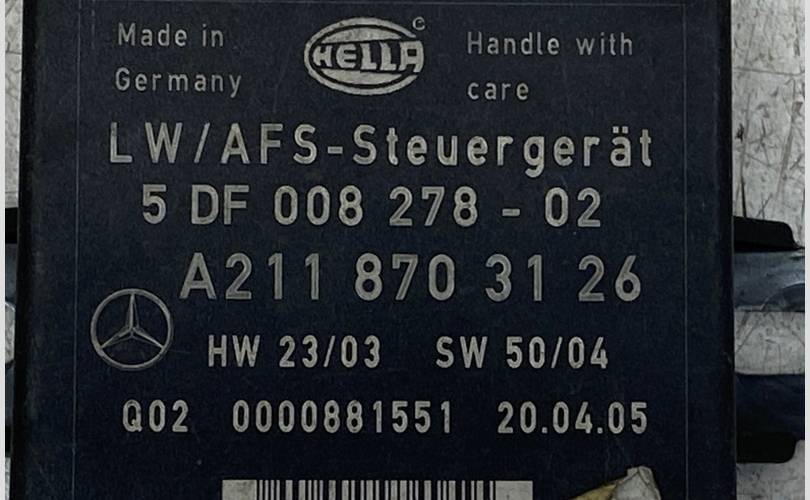 Made in Germany
HELLA
©
Handle with care
LW/AFS-Steuergerät
5 DF 008 278 - 02
A211 870 31 26
HW 23/03 SW 50/04
Q02 0000881551 20.04.05